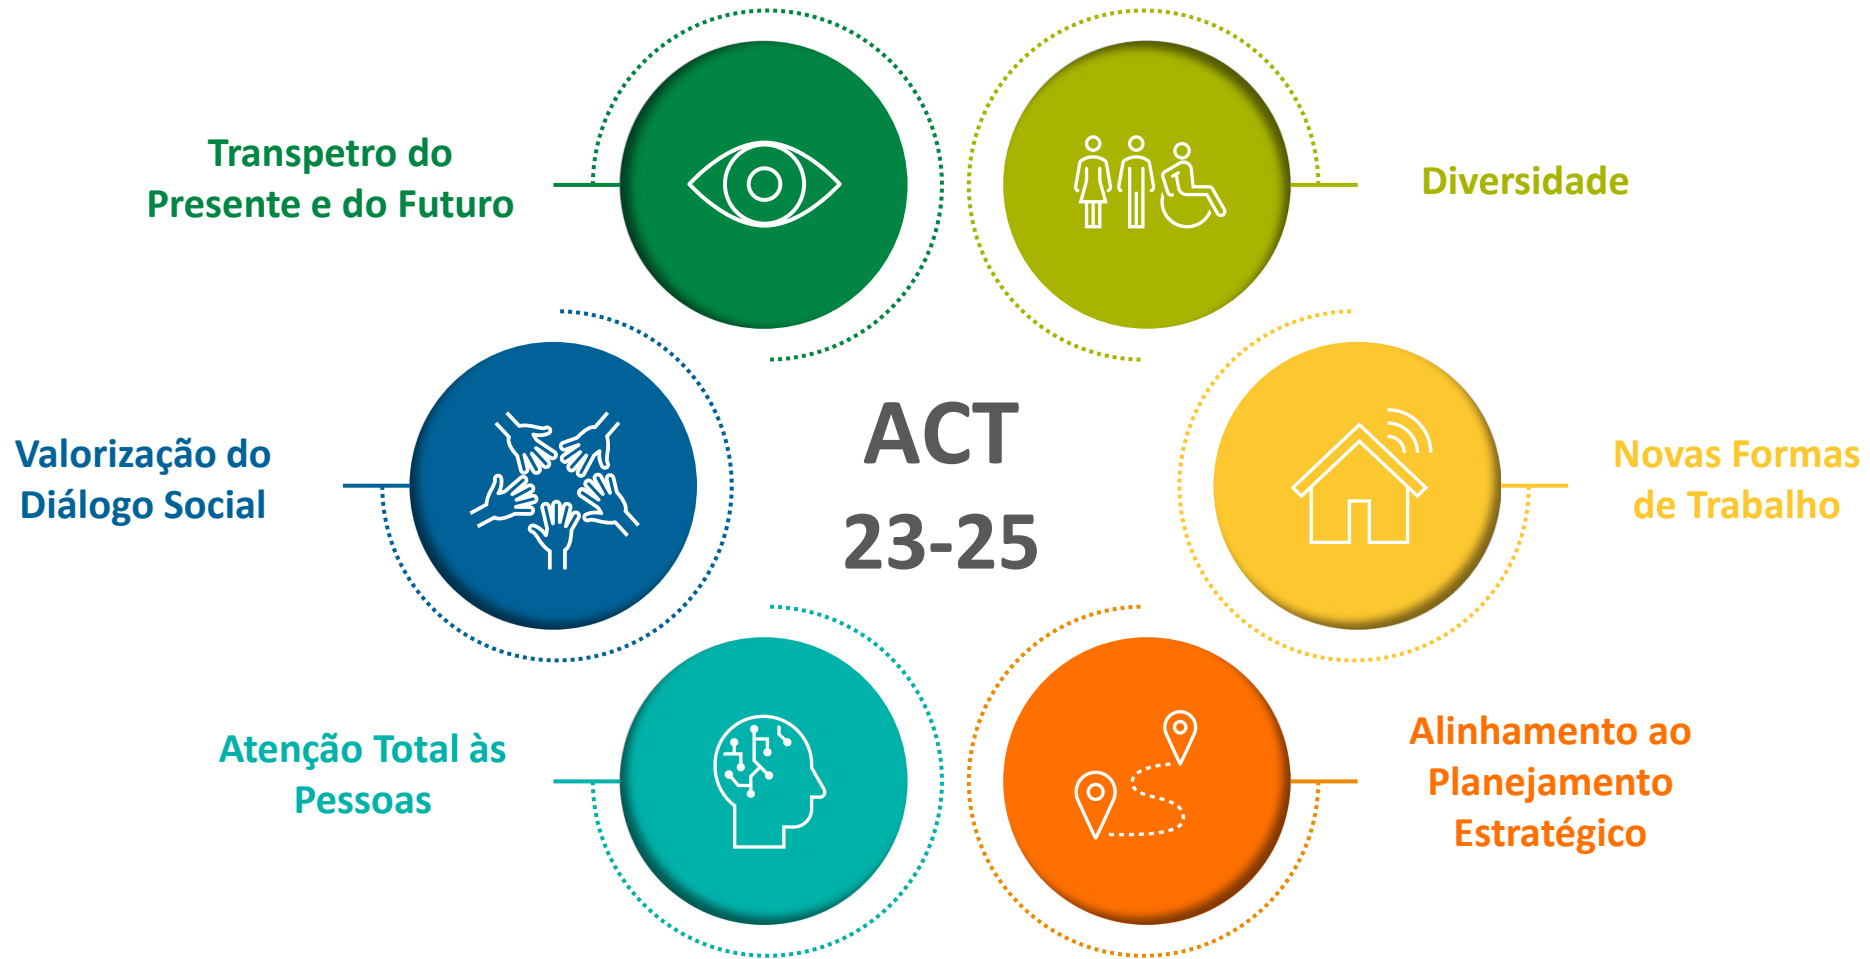 Transpetro do
Presente e do Futuro
Diversidade
Valorização do
Diálogo Social
ACT
23-25
Novas Formas
de Trabalho
Atenção Total às
Pessoas
Alinhamento ao
Planejamento
Estratégico